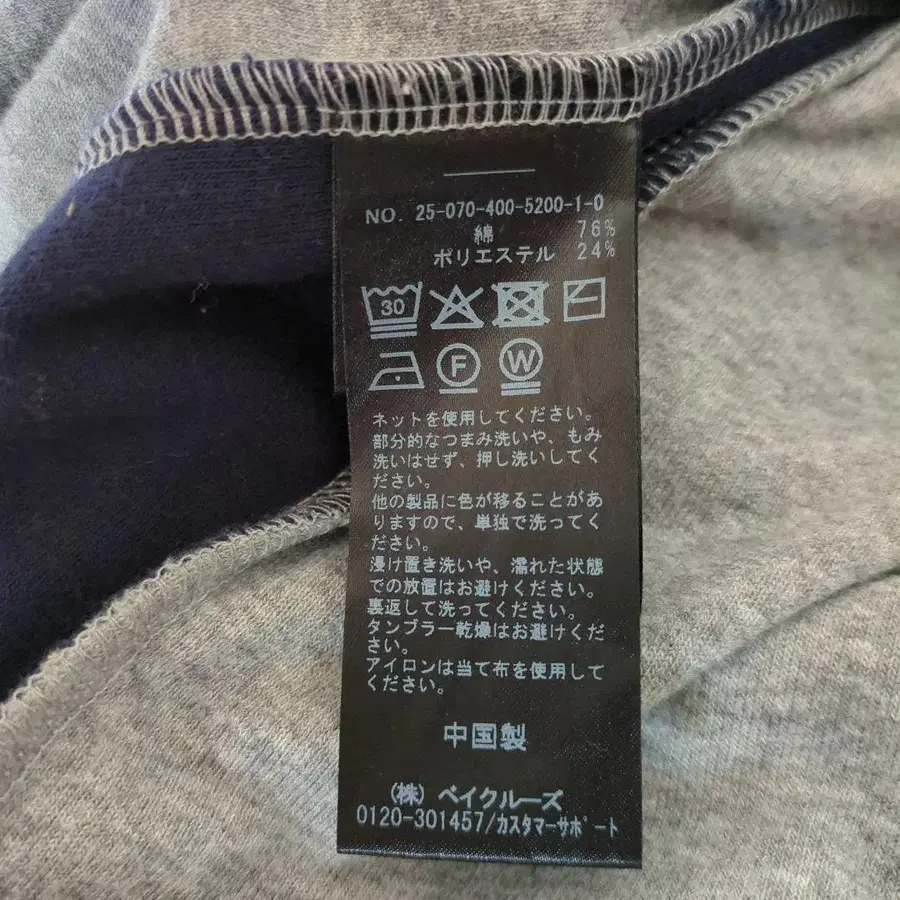 NO. 25-070-400-5200-1-0
綿 76%
ポリエステル 24%
30
F W
ネットを使用してください。
部分的なつまみ洗いや、もみ
洗いはせず、押し洗いしてく
ださい。
他の製品に色が移ることがあ
りますので、単独で洗ってく
ださい。
浸け置き洗いや、濡れた状態
での放置はお避けください。
裏返して洗ってください。
タンブラー乾燥はお避けくだ
さい。
アイロンは当て布を使用して
ください。
中国製
(株) ベイクルーズ
0120-301457/カスタマーサポート